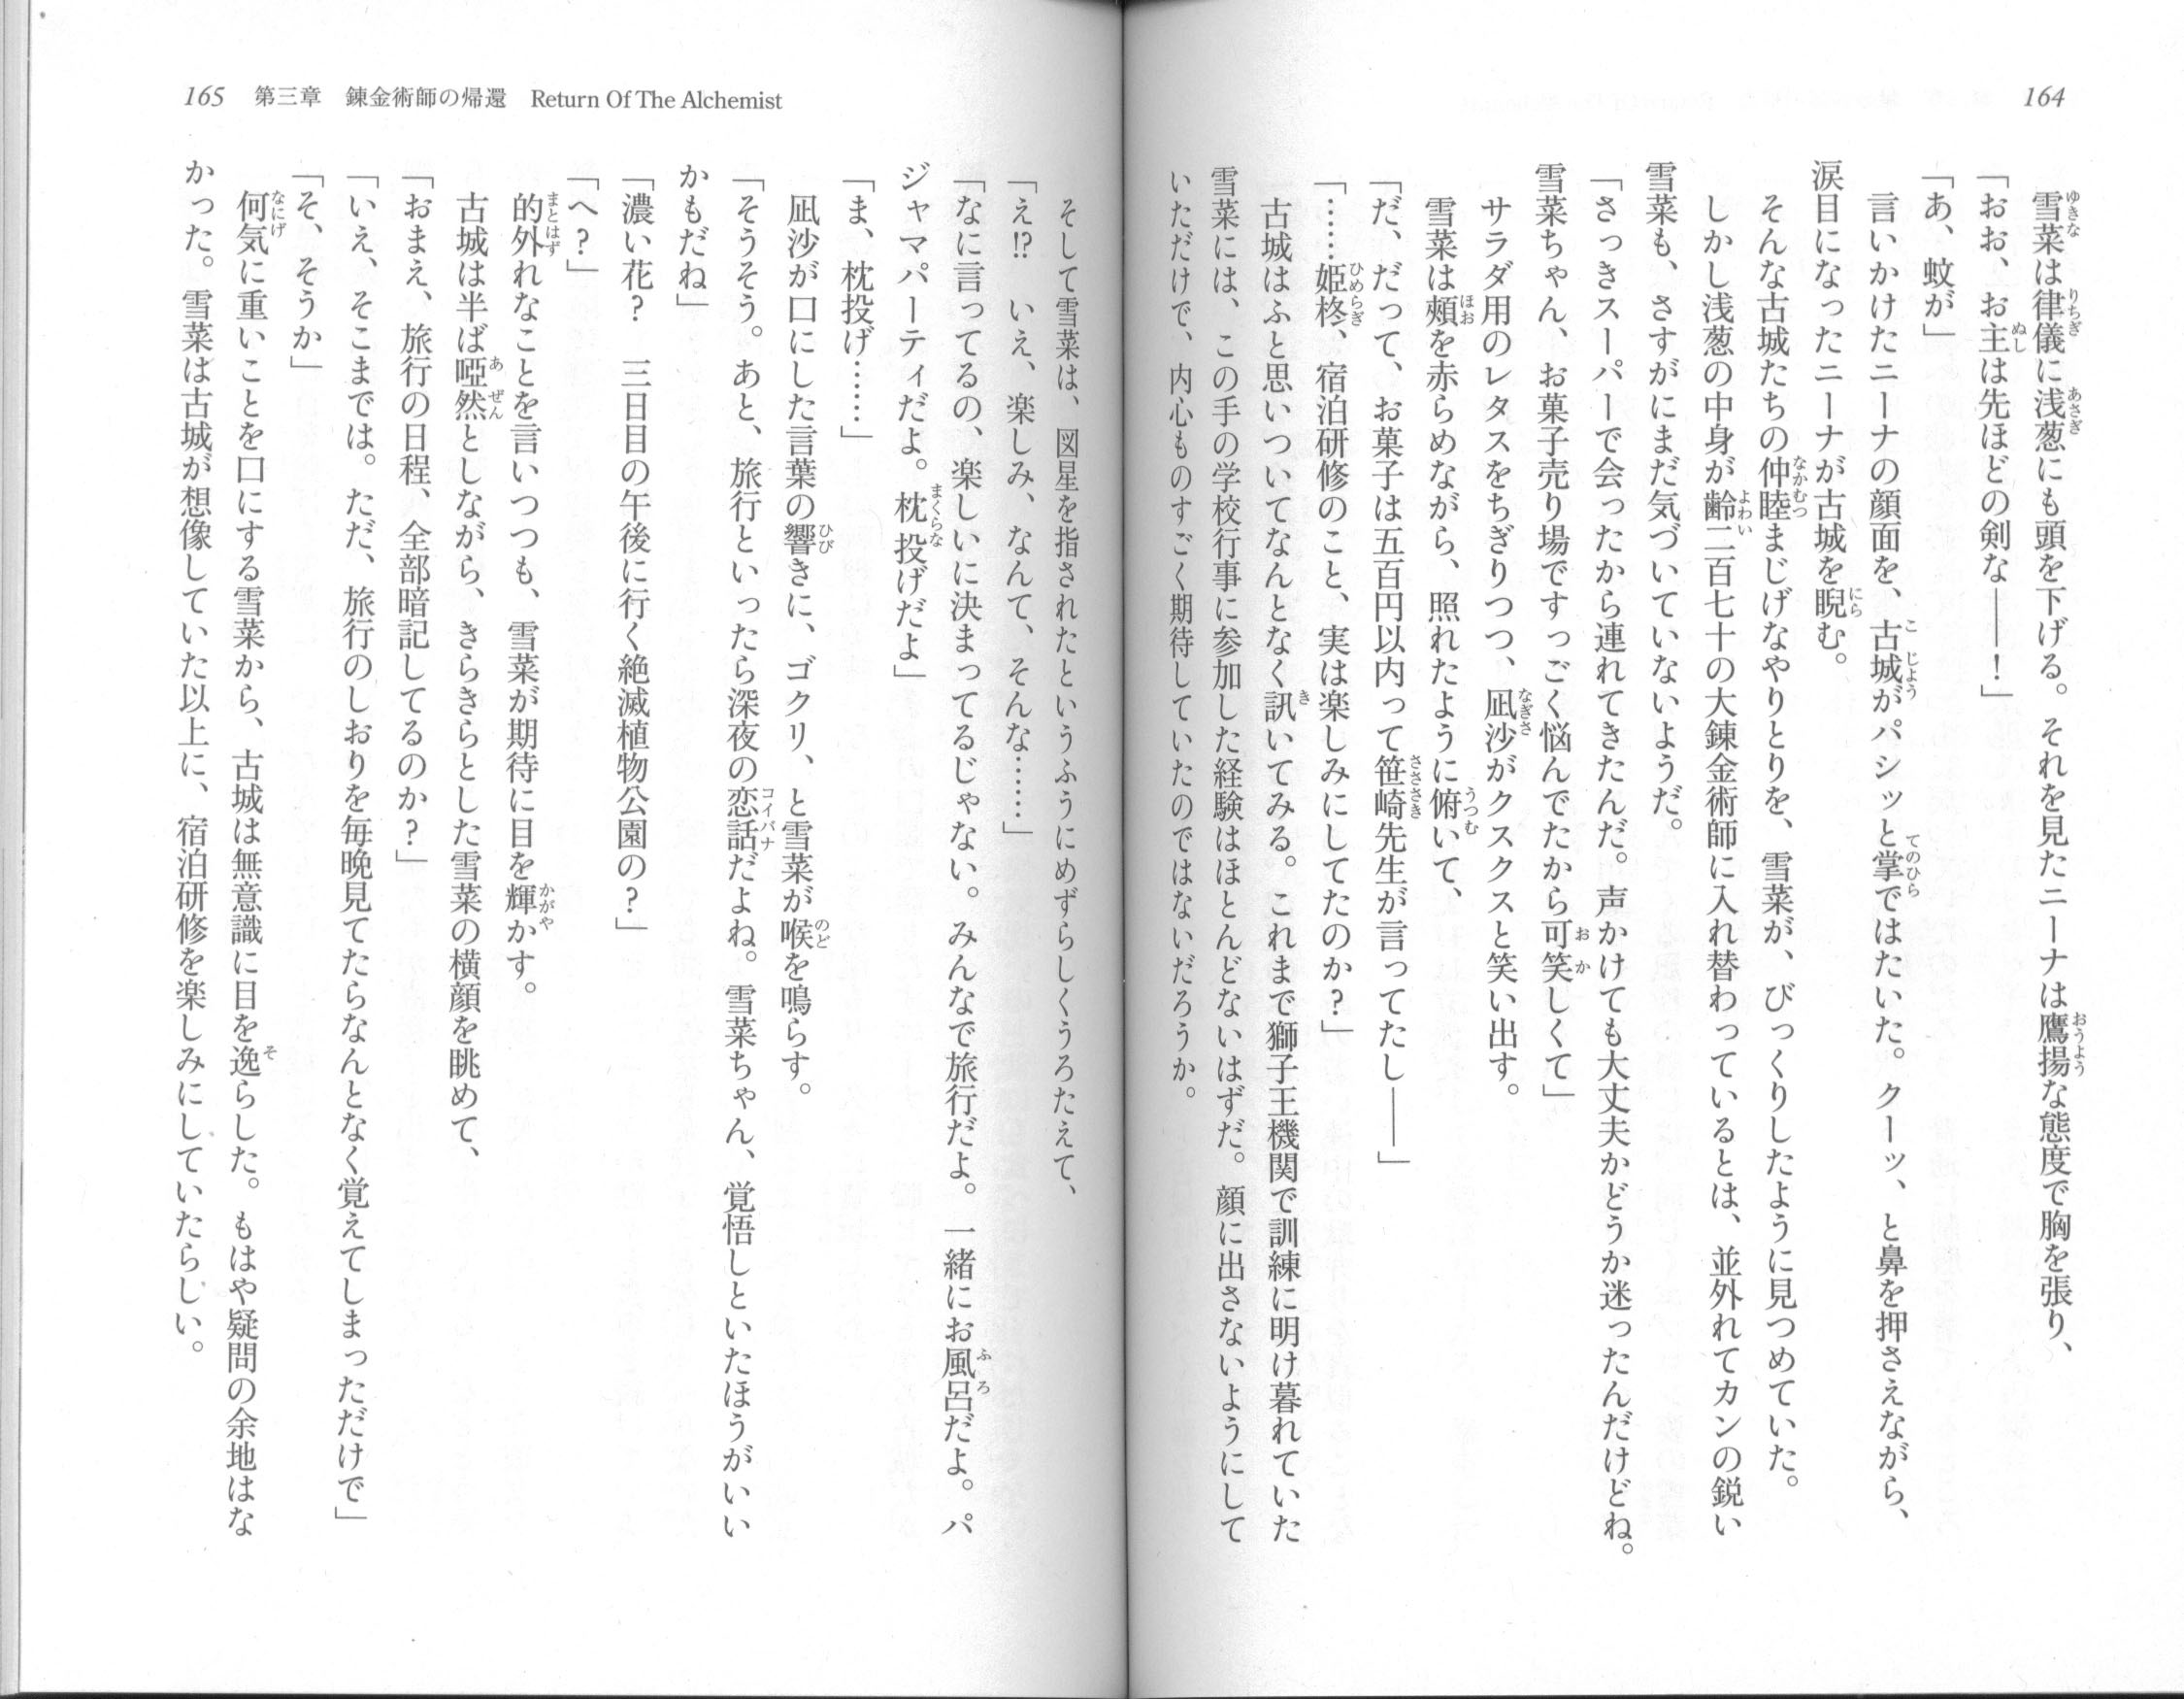 164
雪菜は律儀に浅葱にも頭を下げる。それを見たニーナは鷹揚な態度で胸を張り、
「おお、お主は先ほどの剣な――！」
「あ、蚊が」
言いかけたニーナの顔面を、古城がパシッと掌ではたいた。クーッ、と鼻を押さえながら、
涙目になったニーナが古城を睨む。
そんな古城たちの仲睦まじげなやりとりを、雪菜が、びっくりしたように見つめていた。
しかし浅葱の中身が齢二百七十の大錬金術師に入れ替わっているとは、並外れてカンの鋭い
雪菜も、さすがにまだ気づいていないようだ。
「さっきスーパーで会ったから連れてきたんだ。声かけても大丈夫かどうか迷ったんだけどね。
雪菜ちゃん、お菓子売り場ですっごく悩んでたから可笑しくて」
サラダ用のレタスをちぎりつつ、凪沙がクスクスと笑い出す。
雪菜は頬を赤らめながら、照れたように俯いて、
「だ、だって、お菓子は五百円以内って笹崎先生が言ってたし――」
「……姫柊、宿泊研修のこと、実は楽しみにしてたのか？」
古城はふと思いついてなんとなく訊いてみる。これまで獅子王機関で訓練に明け暮れていた
雪菜には、この手の学校行事に参加した経験はほとんどないはずだ。顔に出さないようにして
いただけで、内心ものすごく期待していたのではないだろうか。
165 第三章 錬金術師の帰還 Return Of The Alchemist
そして雪菜は、図星を指されたというふうにめずらしくうろたえて、
「え!? いえ、楽しみ、なんて、そんな……」
「なに言ってるの、楽しいに決まってるじゃない。みんなで旅行だよ。一緒にお風呂だよ。パ
ジャマパーティだよ。枕投げだよ」
「ま、枕投げ……」
凪沙が口にした言葉の響きに、ゴクリ、と雪菜が喉を鳴らす。
「そうそう。あと、旅行といったら深夜の恋話だよね。雪菜ちゃん、覚悟しといたほうがいい
かもだね」
「濃い花？ 三日目の午後に行く絶滅植物公園の？」
「へ？」
的外れなことを言いつつも、雪菜が期待に目を輝かす。
古城は半ば啞然としながら、きらきらとした雪菜の横顔を眺めて、
「おまえ、旅行の日程、全部暗記してるのか？」
「いえ、そこまでは。ただ、旅行のしおりを毎晩見てたらなんとなく覚えてしまっただけで」
「そ、そうか」
何気に重いことを口にする雪菜から、古城は無意識に目を逸らした。もはや疑問の余地はな
かった。雪菜は古城が想像していた以上に、宿泊研修を楽しみにしていたらしい。